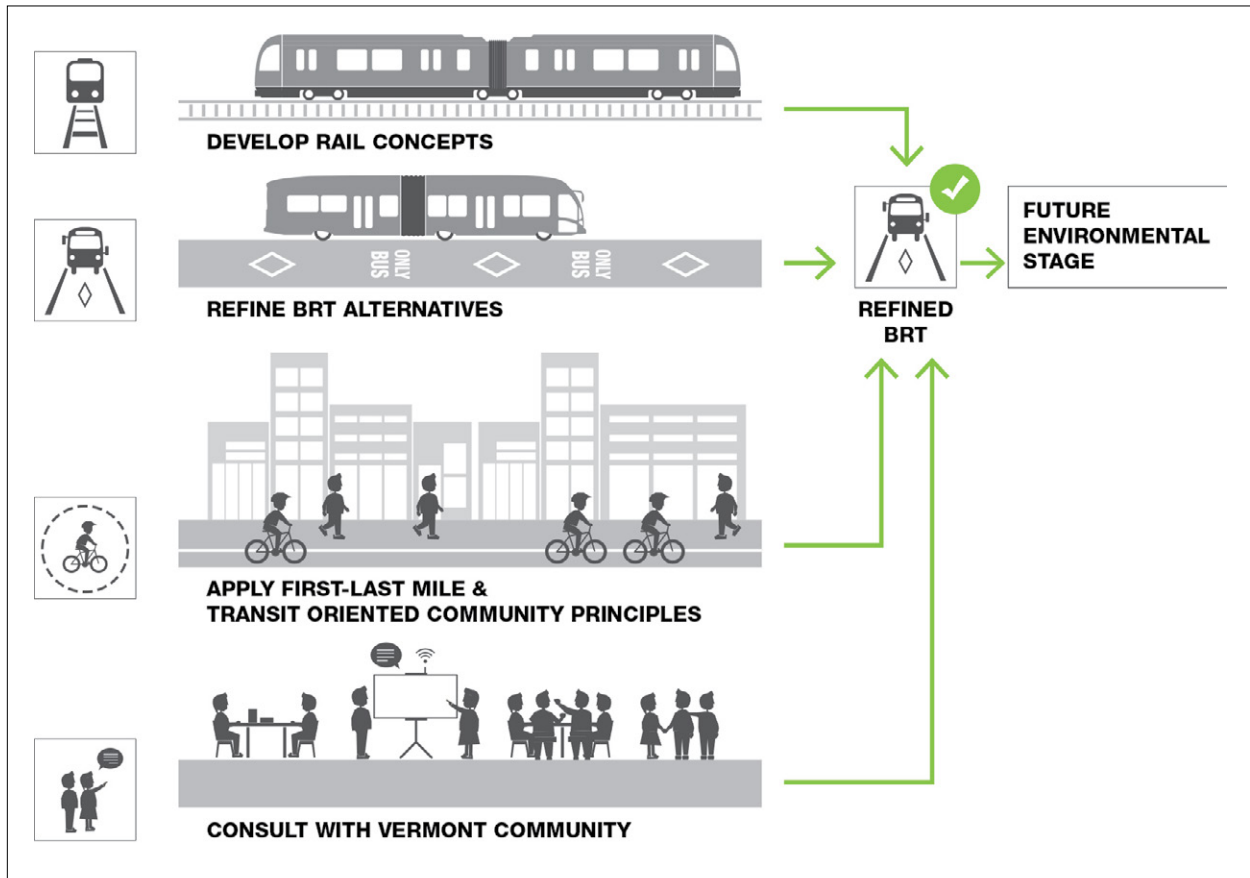 DEVELOP RAIL CONCEPTS
BUS
ONLY
BUS
ONLY
REFINE BRT ALTERNATIVES
REFINED
BRT
FUTURE
ENVIRONMENTAL
STAGE
APPLY FIRST-LAST MILE &
TRANSIT ORIENTED COMMUNITY PRINCIPLES
CONSULT WITH VERMONT COMMUNITY